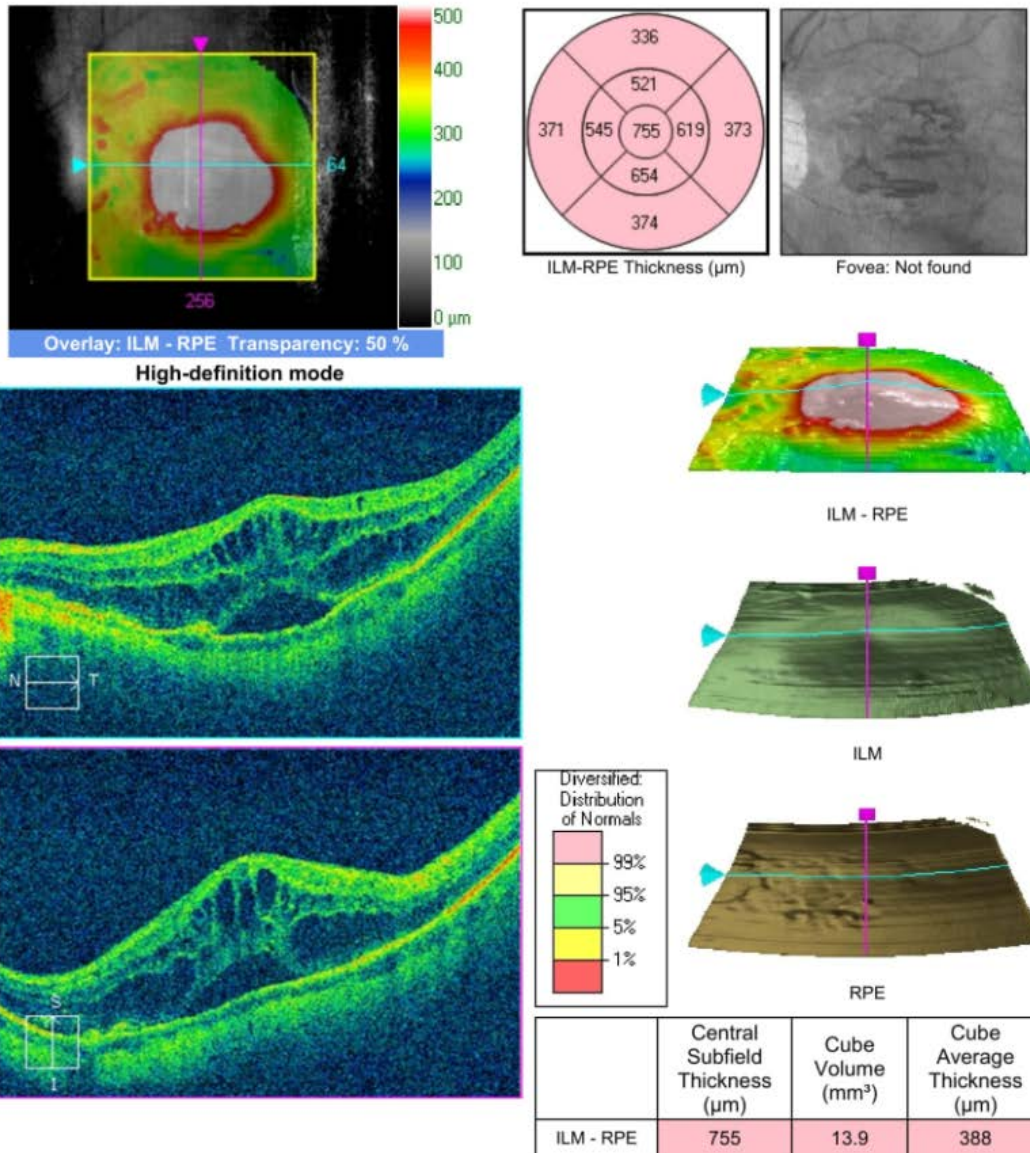 500
400
300
200
100
0 µm
64
256
Overlay: ILM - RPE Transparency: 50 %
336
521
371
545
755
619
373
654
374
ILM-RPE Thickness (µm)
Fovea: Not found
High-definition mode
N T
S
I
ILM - RPE
ILM
RPE
Diversified:
Distribution
of Normals
99%
95%
5%
1%
Central
Subfield
Thickness
(µm)
Cube
Volume
(mm³)
Cube
Average
Thickness
(µm)
ILM - RPE 755 13.9 388